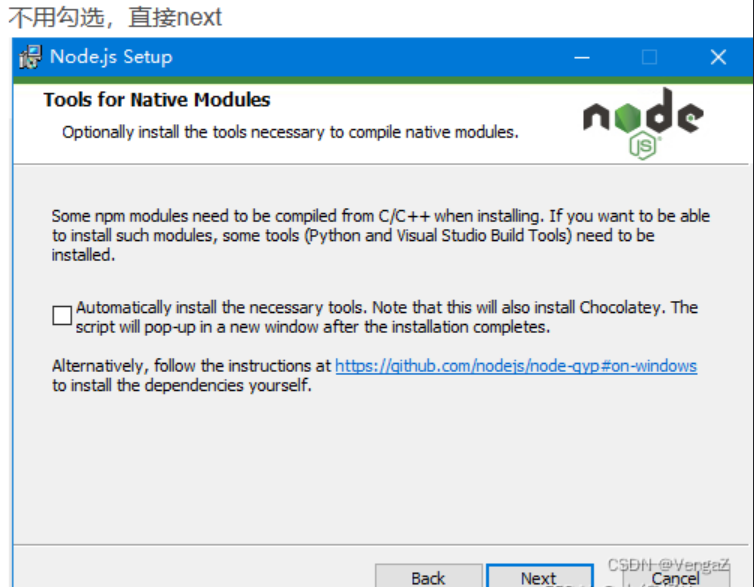 不用勾选，直接next
Node.js Setup
Tools for Native Modules
Optionally install the tools necessary to compile native modules.
node
JS
Some npm modules need to be compiled from C/C++ when installing. If you want to be able
to install such modules, some tools (Python and Visual Studio Build Tools) need to be
installed.
Automatically install the necessary tools. Note that this will also install Chocolatey. The
script will pop-up in a new window after the installation completes.
Alternatively, follow the instructions at https://github.com/nodejs/node-gyp#on-windows
to install the dependencies yourself.
Back Next Cancel
CSDN @VengaZ